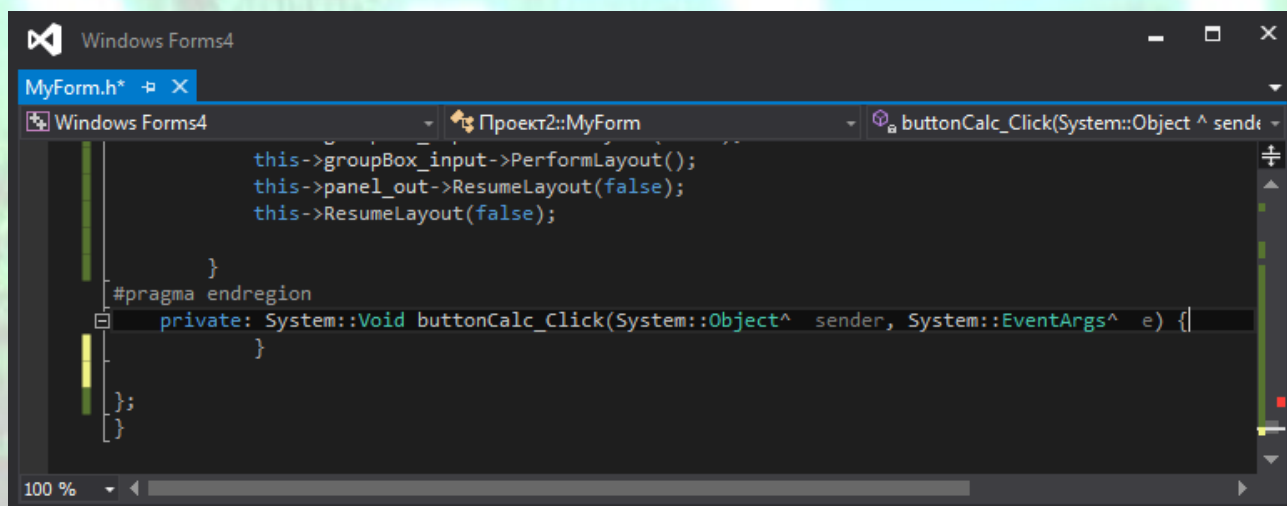 Windows Forms4
MyForm.h*
Windows Forms4 Проект2::MyForm buttonCalc_Click(System::Object ^ sende
this->groupBox_input->PerformLayout();
this->panel_out->ResumeLayout(false);
this->ResumeLayout(false);
}
#pragma endregion
private: System::Void buttonCalc_Click(System::Object^  sender, System::EventArgs^  e) {
}
};
}
100 %